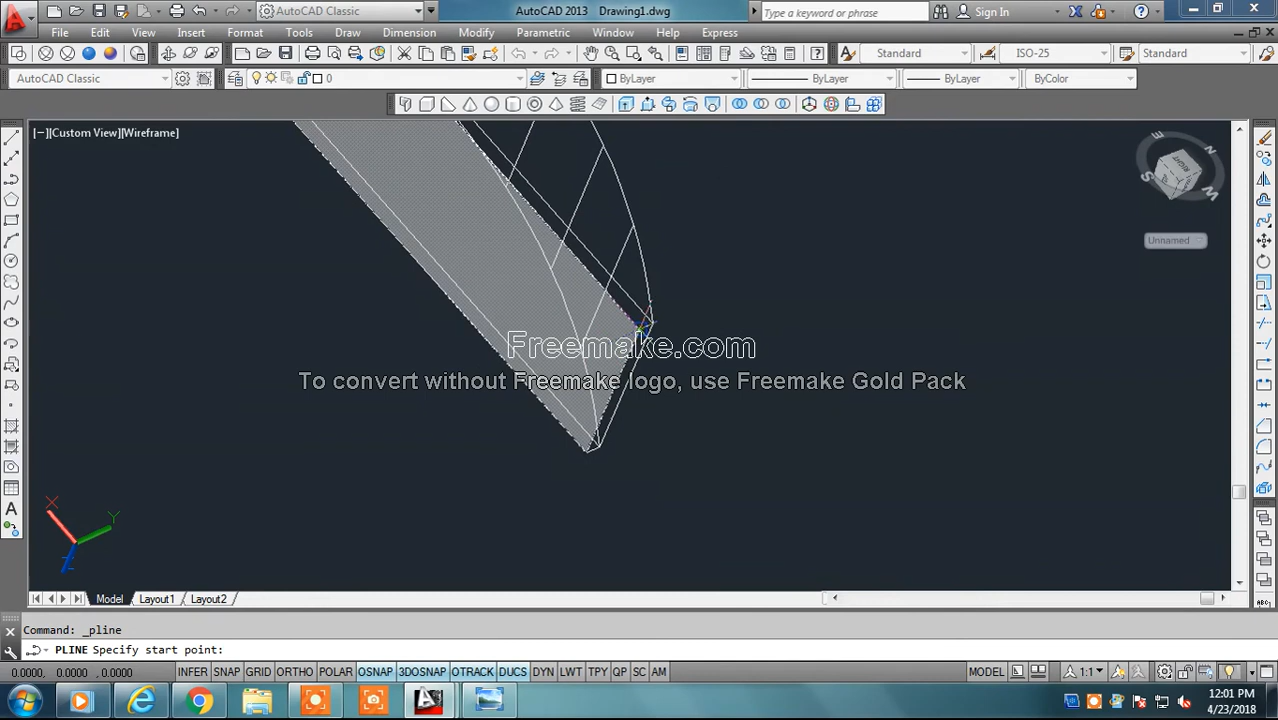 AutoCAD Classic
AutoCAD 2013 Drawing1.dwg
Type a keyword or phrase
Sign In
File Edit View Insert Format Tools Draw Dimension Modify Parametric Window Help Express
Standard ISO-25 Standard
AutoCAD Classic 0 ByLayer ByLayer ByLayer ByColor
[−][Custom View][Wireframe]
E N
RIGHT
S W
Unnamed
Freemake.com
To convert without Freemake logo, use Freemake Gold Pack
X Y
Z
Model Layout1 Layout2
Command: _pline
PLINE Specify start point:
0.0000, 0.0000 , 0.0000 INFER SNAP GRID ORTHO POLAR OSNAP 3DOSNAP OTRACK DUCS DYN LWT TPY QP SC AM MODEL 1:1
12:01 PM
4/23/2018